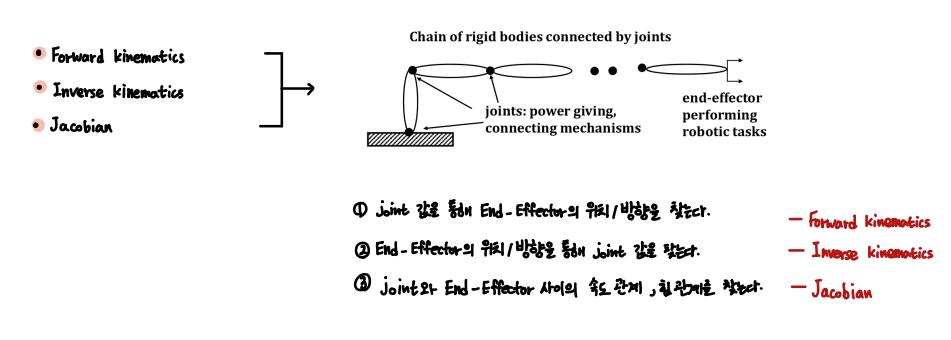 Forward kinematics
Inverse kinematics
Jacobian
Chain of rigid bodies connected by joints
joints: power giving,
connecting mechanisms
end-effector
performing
robotic tasks
① joint 값을 통해 End-Effector의 위치/방향을 찾는다.
— Forward kinematics
② End-Effector의 위치/방향을 통해 joint 값을 찾는다.
— Inverse kinematics
③ joint와 End-Effector 사이의 속도 관계, 힘 관계를 찾는다.
— Jacobian